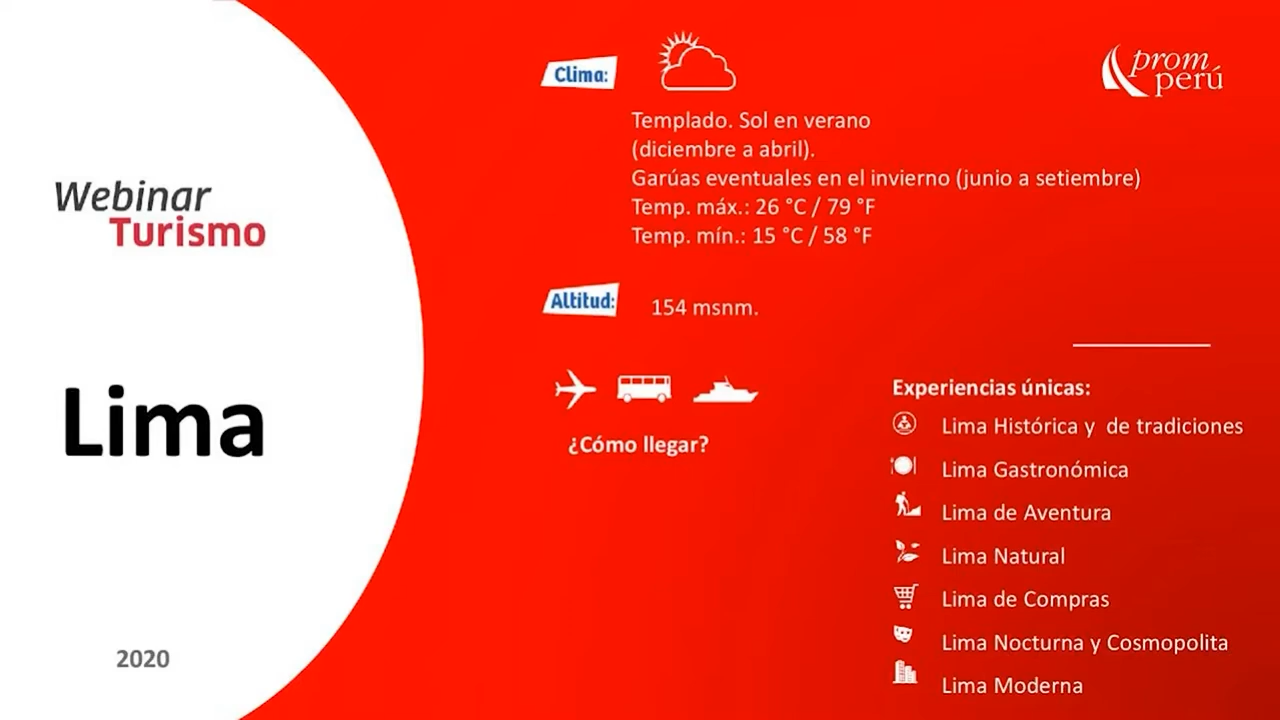 Webinar
Turismo
Lima
2020
Clima:
Templado. Sol en verano
(diciembre a abril).
Garúas eventuales en el invierno (junio a setiembre)
Temp. máx.: 26 °C / 79 °F
Temp. mín.: 15 °C / 58 °F
Altitud:
154 msnm.
¿Cómo llegar?
prom
perú
Experiencias únicas:
Lima Histórica y  de tradiciones
Lima Gastronómica
Lima de Aventura
Lima Natural
Lima de Compras
Lima Nocturna y Cosmopolita
Lima Moderna